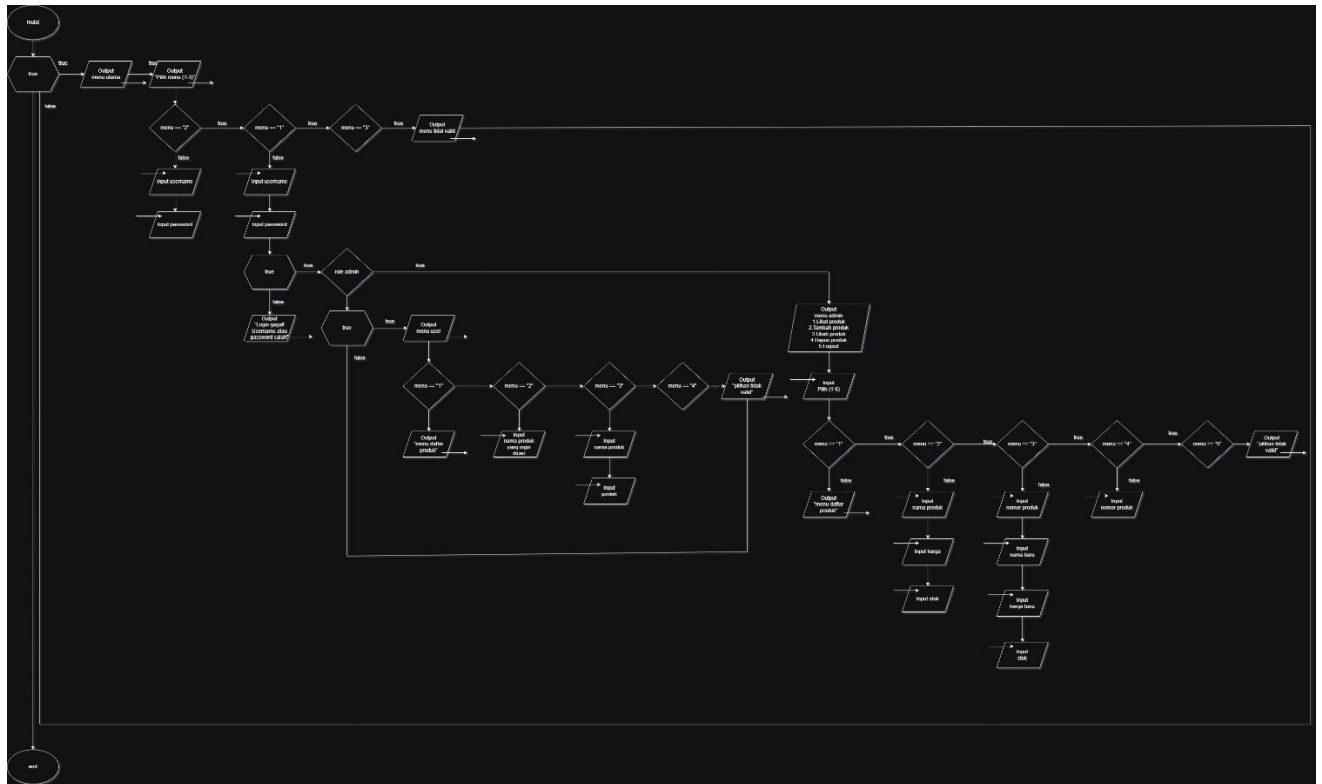 mulai
true
true
Output
menu utama
true
Output
"Pilih menu (1-3)"
false
menu == "2"
true
menu == "1"
true
menu == "3"
true
Output
menu tidal valid
false
false
Input username
Input username
Input password
Input password
true
true
role admin
true
false
Output
"Login gagal!
Username atau
password salah!"
true
true
false
Output
menu user
Output
menu admin
1.Lihat produk
2.Tambah produk
3.Ubah produk
4.Hapus produk
5.Logout
menu == "1"
menu == "2"
menu == "3"
menu == "4"
Output
"pilihan tidak
valid"
Input
Pilih (1-5)
Output
"menu daftar
produk"
Input
nama produk
yang ingin
dicari
Input
nama produk
Input
jumlah
menu == "1"
true
menu == "2"
true
menu == "3"
true
menu == "4"
true
menu == "5"
Output
"pilihan tidak
valid"
false
false
false
false
Output
"menu daftar
produk"
Input
nama produk
Input
nomor produk
Input
nomor produk
Input harga
Input
nama baru
Input stok
Input
harga baru
Input
stok
end